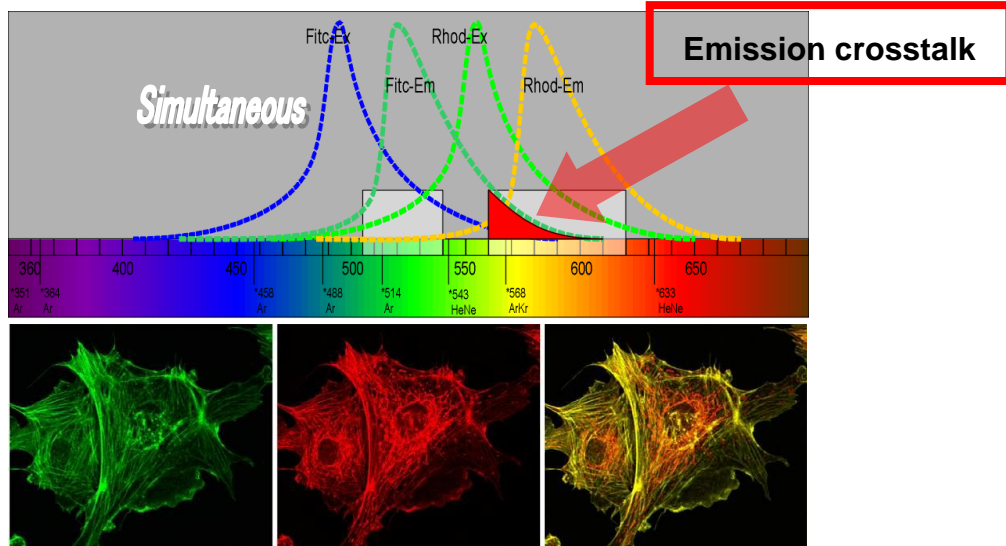 Emission crosstalk
Fitc-Ex
Rhod-Ex
Fitc-Em
Rhod-Em
Simultaneous
360 400 450 500 550 600 650
*351 *364 *458 *488 *514 *543 *568 *633
Ar Ar Ar Ar Ar HeNe ArKr HeNe